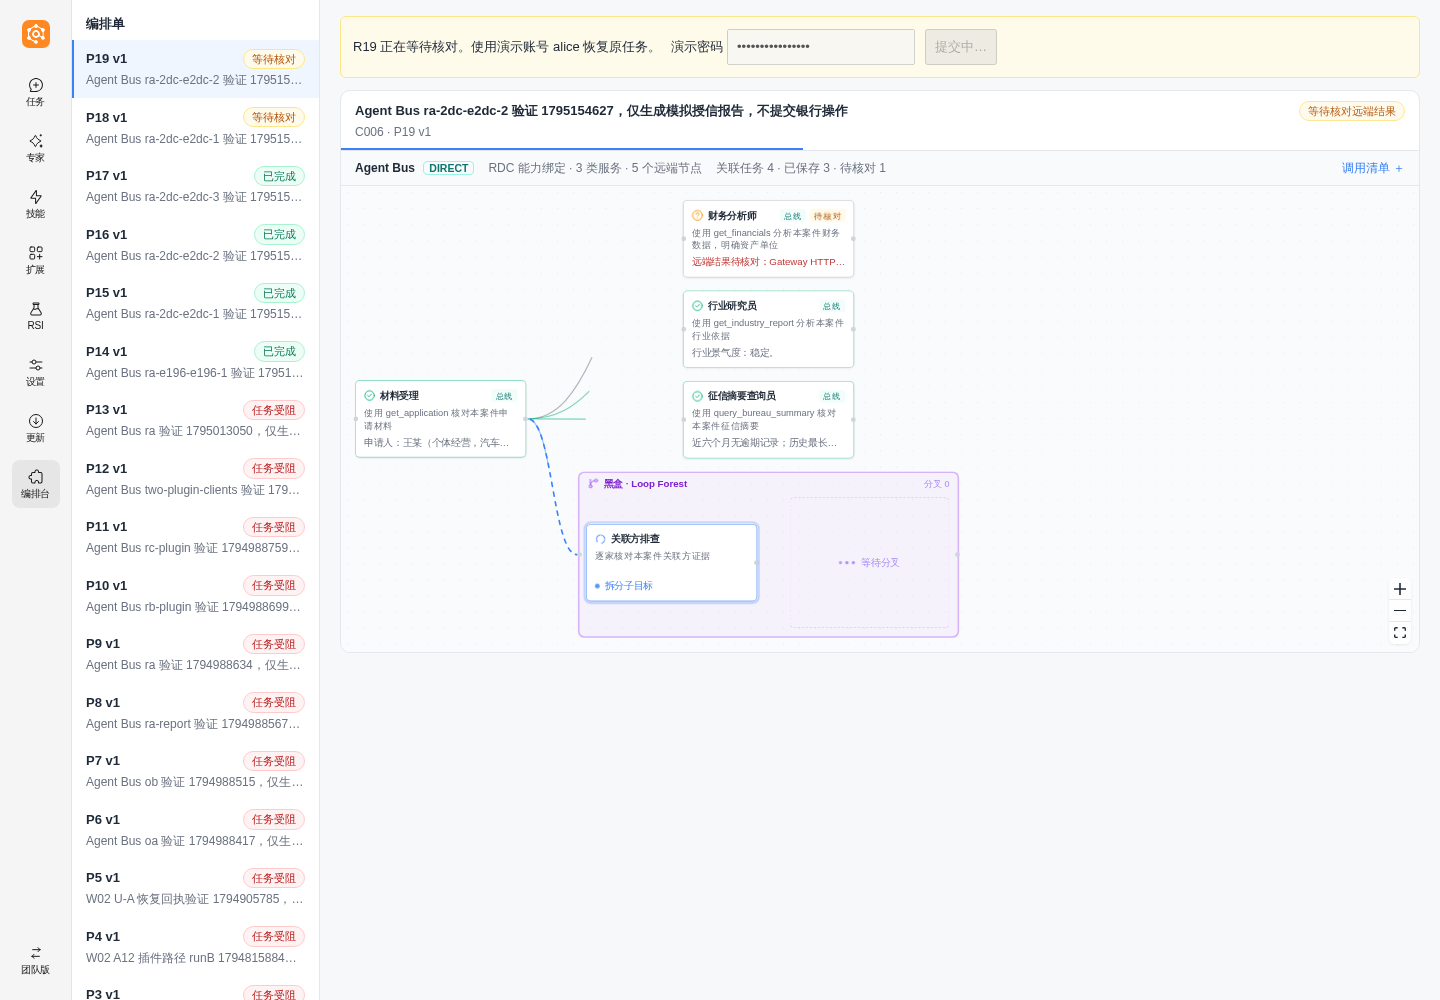 任务
专家
技能
扩展
RSI
设置
更新
编排台
团队版
编排单
P19 v1 等待核对
Agent Bus ra-2dc-e2dc-2 验证 179515…
P18 v1 等待核对
Agent Bus ra-2dc-e2dc-1 验证 179515…
P17 v1 已完成
Agent Bus ra-2dc-e2dc-3 验证 179515…
P16 v1 已完成
Agent Bus ra-2dc-e2dc-2 验证 179515…
P15 v1 已完成
Agent Bus ra-2dc-e2dc-1 验证 179515…
P14 v1 已完成
Agent Bus ra-e196-e196-1 验证 17951…
P13 v1 任务受阻
Agent Bus ra 验证 1795013050，仅生…
P12 v1 任务受阻
Agent Bus two-plugin-clients 验证 179…
P11 v1 任务受阻
Agent Bus rc-plugin 验证 1794988759…
P10 v1 任务受阻
Agent Bus rb-plugin 验证 1794988699…
P9 v1 任务受阻
Agent Bus ra 验证 1794988634，仅生…
P8 v1 任务受阻
Agent Bus ra-report 验证 1794988567…
P7 v1 任务受阻
Agent Bus ob 验证 1794988515，仅生…
P6 v1 任务受阻
Agent Bus oa 验证 1794988417，仅生…
P5 v1 任务受阻
W02 U-A 恢复回执验证 1794905785，…
P4 v1 任务受阻
W02 A12 插件路径 runB 1794815884…
P3 v1 任务受阻
R19 正在等待核对。使用演示账号 alice 恢复原任务。 演示密码 •••••••••••••••• 提交中…
Agent Bus ra-2dc-e2dc-2 验证 1795154627，仅生成模拟授信报告，不提交银行操作 等待核对远端结果
C006 · P19 v1
Agent Bus DIRECT RDC 能力绑定 · 3 类服务 · 5 个远端节点 关联任务 4 · 已保存 3 · 待核对 1 调用清单 +
财务分析师 总线 待核对
使用 get_financials 分析本案件财务
数据，明确资产单位
远端结果待核对：Gateway HTTP…
行业研究员 总线
使用 get_industry_report 分析本案件
行业依据
行业景气度：稳定。
材料受理 总线
使用 get_application 核对本案件申
请材料
申请人：王某（个体经营，汽车…
征信摘要查询员 总线
使用 query_bureau_summary 核对
本案件征信摘要
近六个月无逾期记录；历史最长…
黑盒 · Loop Forest 分叉 0
关联方排查
逐家核对本案件关联方证据
拆分子目标
等待分叉